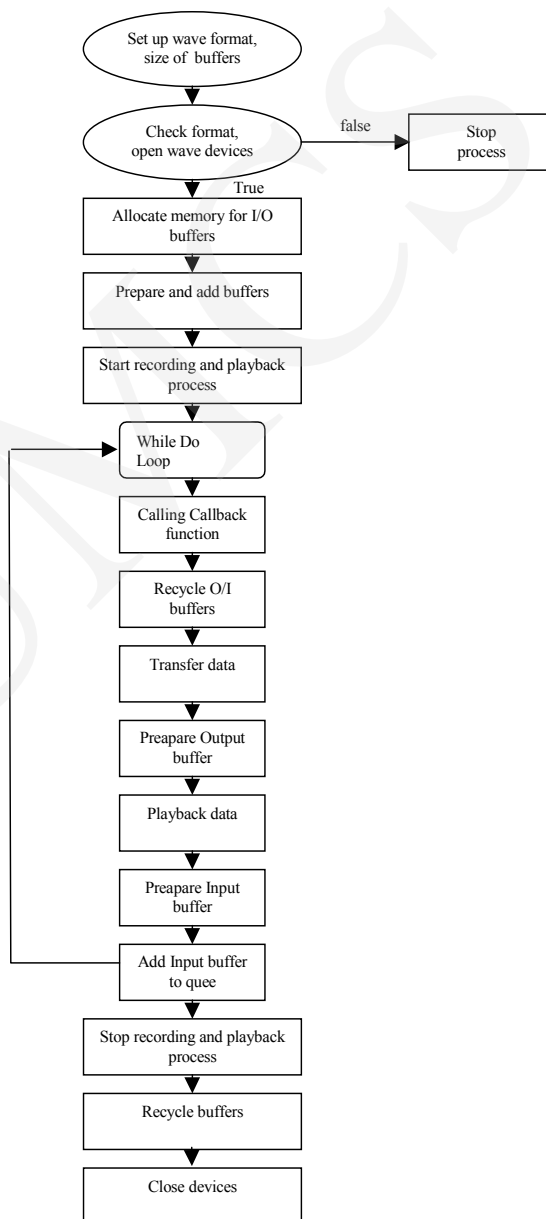 Set up wave format,
size of buffers
Check format,
open wave devices
false
Stop
process
True
Allocate memory for I/O
buffers
Prepare and add buffers
Start recording and playback
process
While Do
Loop
Calling Callback
function
Recycle O/I
buffers
Transfer data
Preapare Output
buffer
Playback data
Preapare Input
buffer
Add Input buffer
to quee
Stop recording and playback
process
Recycle buffers
Close devices